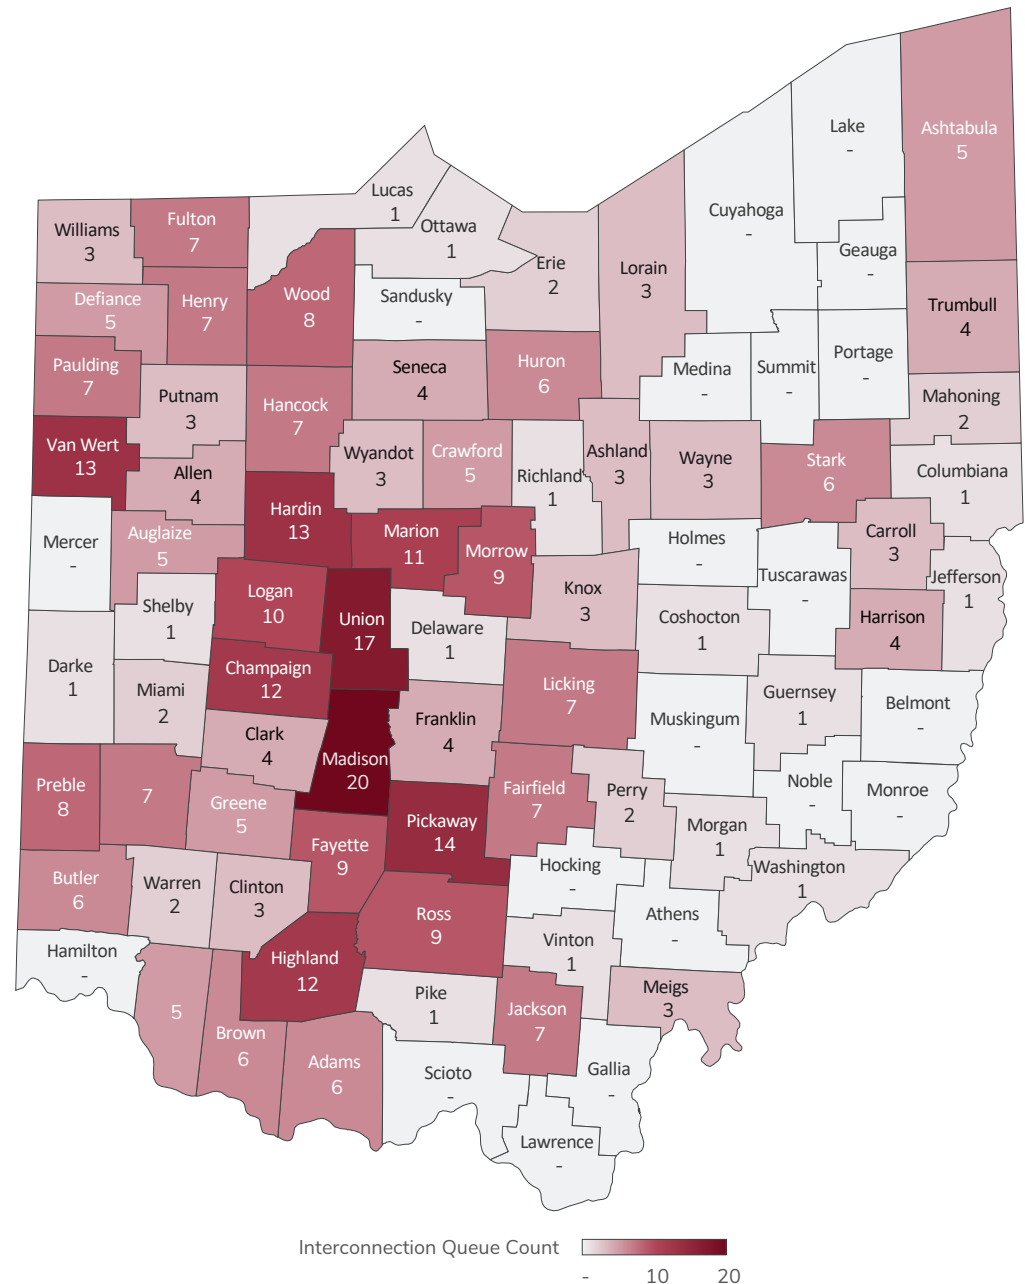 Lake
-
Ashtabula
5
Lucas
1
Williams
3
Fulton
7
Ottawa
1
Cuyahoga
-
Geauga
-
Erie
2
Lorain
3
Defiance
5
Henry
7
Wood
8
Sandusky
-
Trumbull
4
Paulding
7
Putnam
3
Seneca
4
Huron
6
Medina
-
Summit
-
Portage
-
Mahoning
2
Hancock
7
Van Wert
13
Allen
4
Wyandot
3
Crawford
5
Richland
1
Ashland
3
Wayne
3
Stark
6
Columbiana
1
Mercer
-
Auglaize
5
Hardin
13
Marion
11
Morrow
9
Holmes
-
Carroll
3
Tuscarawas
-
Jefferson
1
Shelby
1
Logan
10
Union
17
Delaware
1
Knox
3
Coshocton
1
Harrison
4
Darke
1
Miami
2
Champaign
12
Licking
7
Guernsey
1
Belmont
-
Clark
4
Madison
20
Franklin
4
Muskingum
-
Preble
8
7
Greene
5
Fairfield
7
Perry
2
Noble
-
Monroe
-
Pickaway
14
Morgan
1
Fayette
9
Hocking
-
Washington
1
Butler
6
Warren
2
Clinton
3
Ross
9
Athens
-
Hamilton
-
Highland
12
Vinton
1
Pike
1
Jackson
7
Meigs
3
5
Brown
6
Adams
6
Scioto
-
Gallia
-
Lawrence
-
Interconnection Queue Count
- 10 20